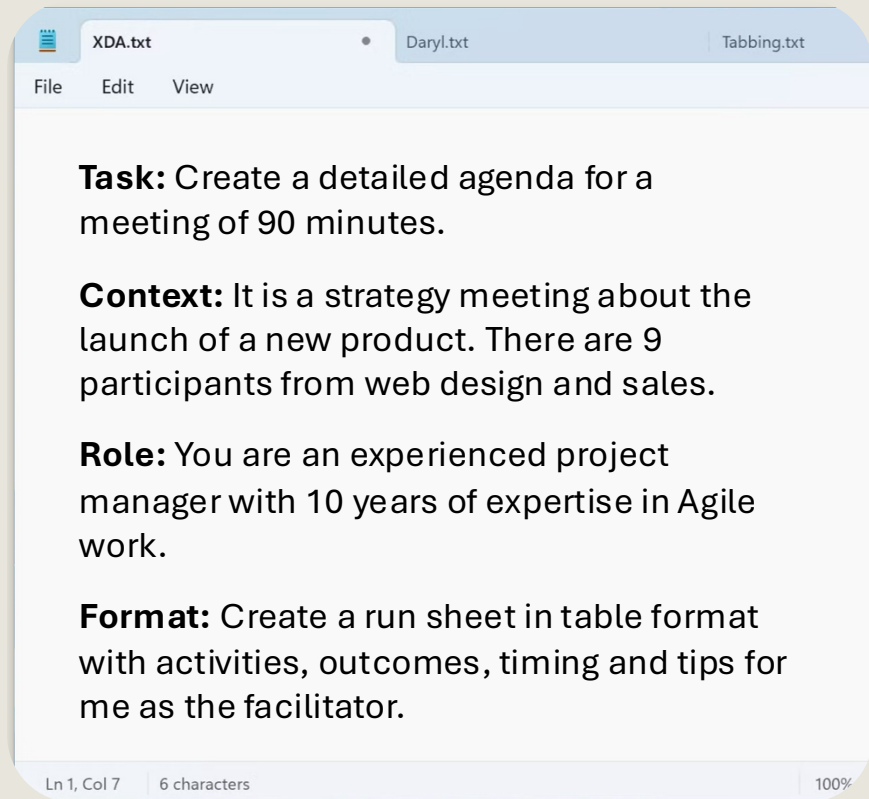 XDA.txt
Daryl.txt
Tabbing.txt
File Edit View
Task: Create a detailed agenda for a
meeting of 90 minutes.
Context: It is a strategy meeting about the
launch of a new product. There are 9
participants from web design and sales.
Role: You are an experienced project
manager with 10 years of expertise in Agile
work.
Format: Create a run sheet in table format
with activities, outcomes, timing and tips for
me as the facilitator.
Ln 1, Col 7 6 characters 100%